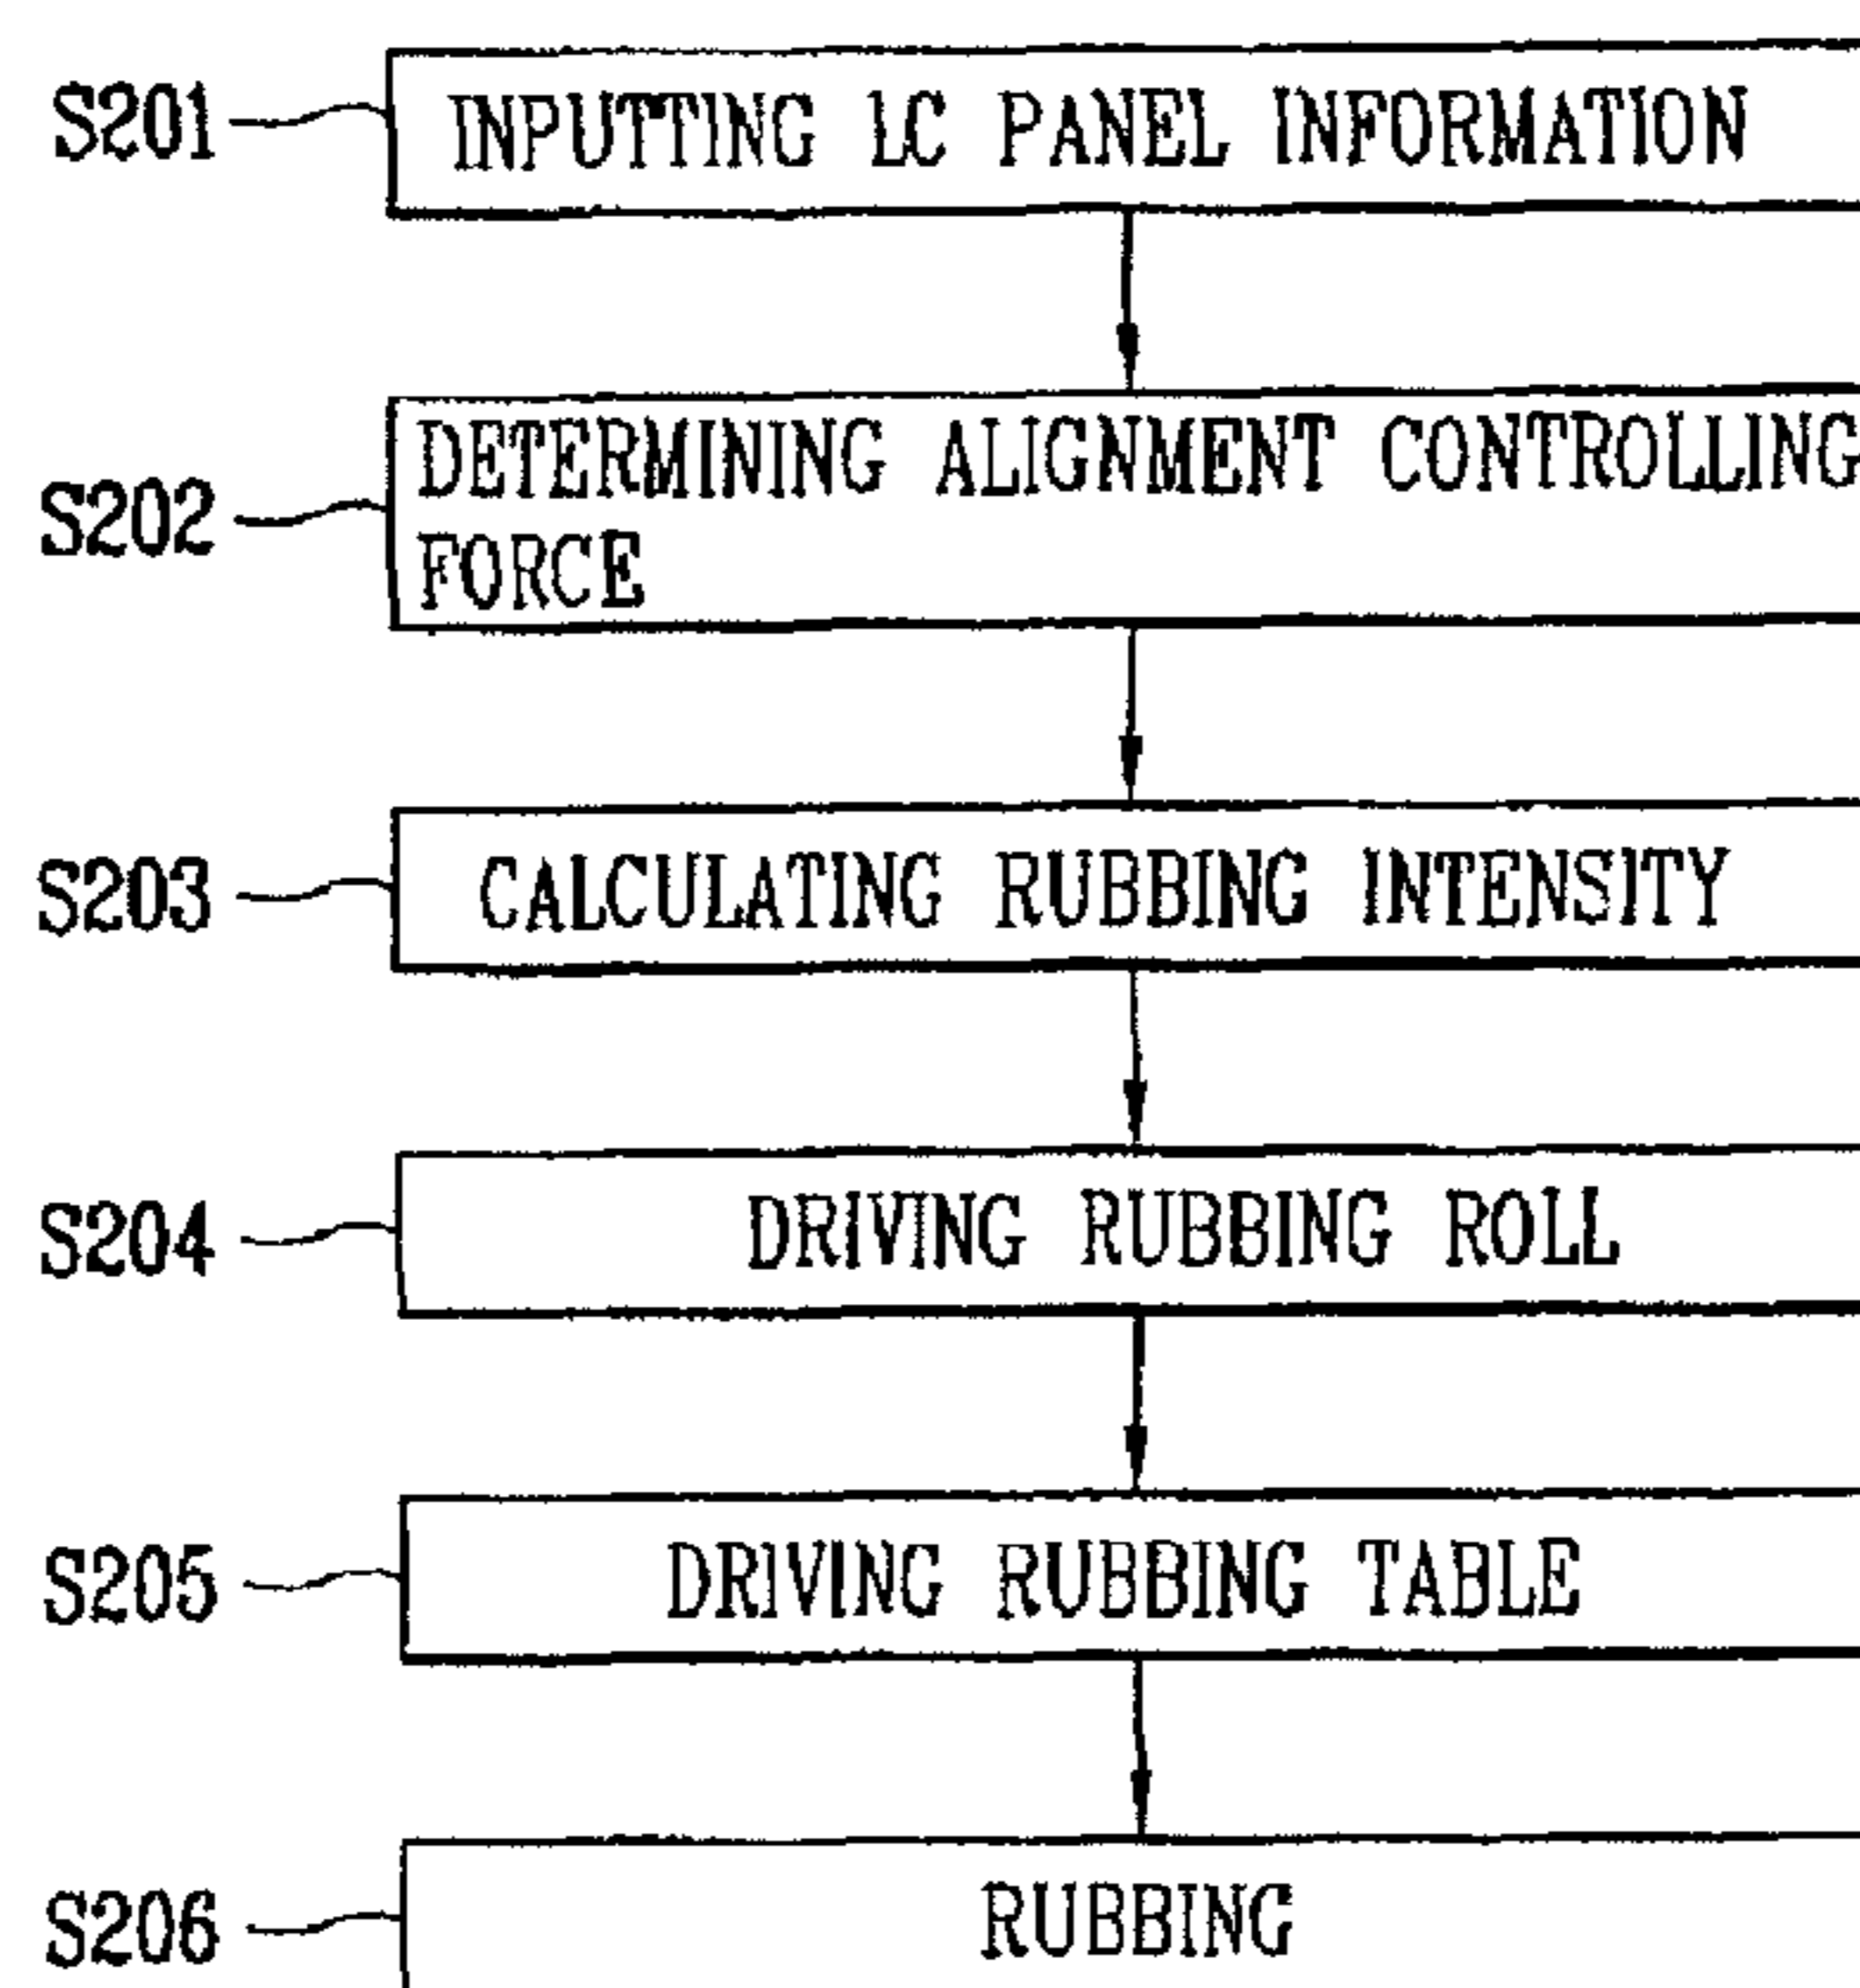 S201 INPUTTING LC PANEL INFORMATION
S202 DETERMINING ALIGNMENT CONTROLLING
FORCE
S203 CALCULATING RUBBING INTENSITY
S204 DRIVING RUBBING ROLL
S205 DRIVING RUBBING TABLE
S206 RUBBING